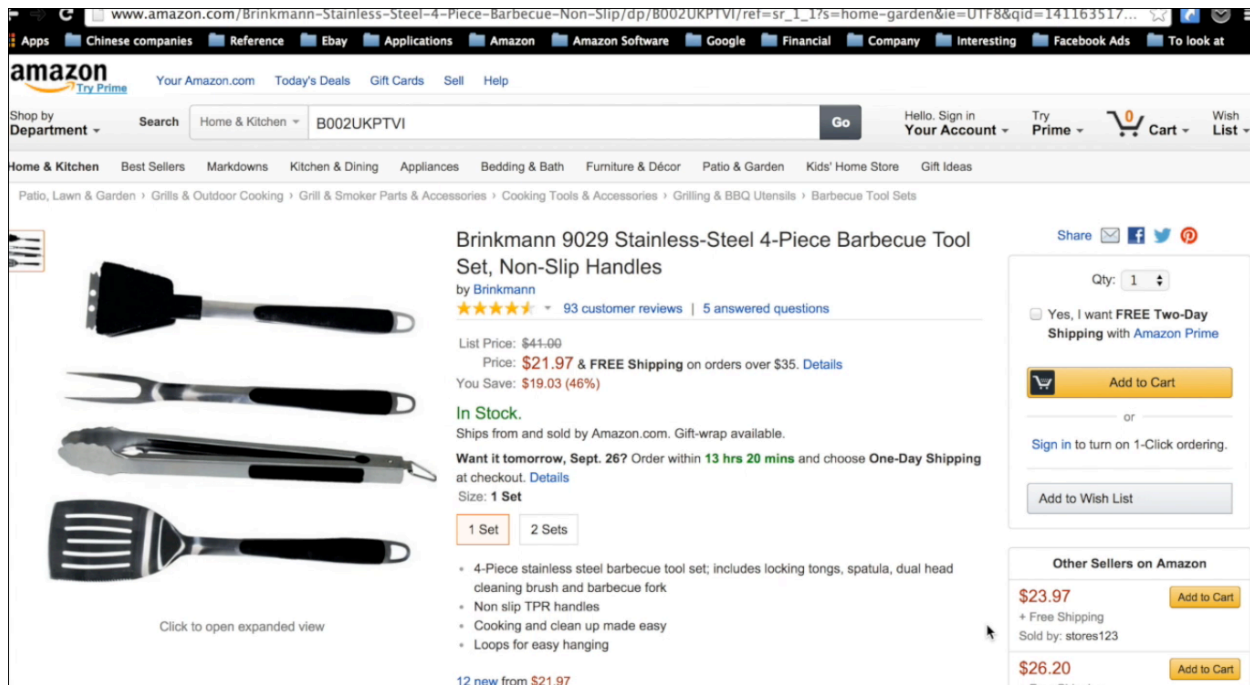 www.amazon.com/Brinkmann-Stainless-Steel-4-Piece-Barbecue-Non-Slip/dp/B002UKPTVI/ref=sr_1_1?s=home-garden&ie=UTF8&qid=141163517...
Apps Chinese companies Reference Ebay Applications Amazon Amazon Software Google Financial Company Interesting Facebook Ads To look at
amazon
Try Prime
Your Amazon.com Today's Deals Gift Cards Sell Help
Shop by
Department
Search
Home & Kitchen
B002UKPTVI
Go
Hello. Sign in
Your Account
Try
Prime
0
Cart
Wish
List
Home & Kitchen Best Sellers Markdowns Kitchen & Dining Appliances Bedding & Bath Furniture & Décor Patio & Garden Kids' Home Store Gift Ideas
Patio, Lawn & Garden › Grills & Outdoor Cooking › Grill & Smoker Parts & Accessories › Cooking Tools & Accessories › Grilling & BBQ Utensils › Barbecue Tool Sets
Click to open expanded view
Brinkmann 9029 Stainless-Steel 4-Piece Barbecue Tool
Set, Non-Slip Handles
by Brinkmann
93 customer reviews | 5 answered questions
List Price: $41.00
Price: $21.97 & FREE Shipping on orders over $35. Details
You Save: $19.03 (46%)
In Stock.
Ships from and sold by Amazon.com. Gift-wrap available.
Want it tomorrow, Sept. 26? Order within 13 hrs 20 mins and choose One-Day Shipping
at checkout. Details
Size: 1 Set
1 Set 2 Sets
• 4-Piece stainless steel barbecue tool set; includes locking tongs, spatula, dual head
cleaning brush and barbecue fork
• Non slip TPR handles
• Cooking and clean up made easy
• Loops for easy hanging
12 new from $21.97
Share
Qty: 1
Yes, I want FREE Two-Day
Shipping with Amazon Prime
Add to Cart
or
Sign in to turn on 1-Click ordering.
Add to Wish List
Other Sellers on Amazon
$23.97
Add to Cart
+ Free Shipping
Sold by: stores123
$26.20
Add to Cart